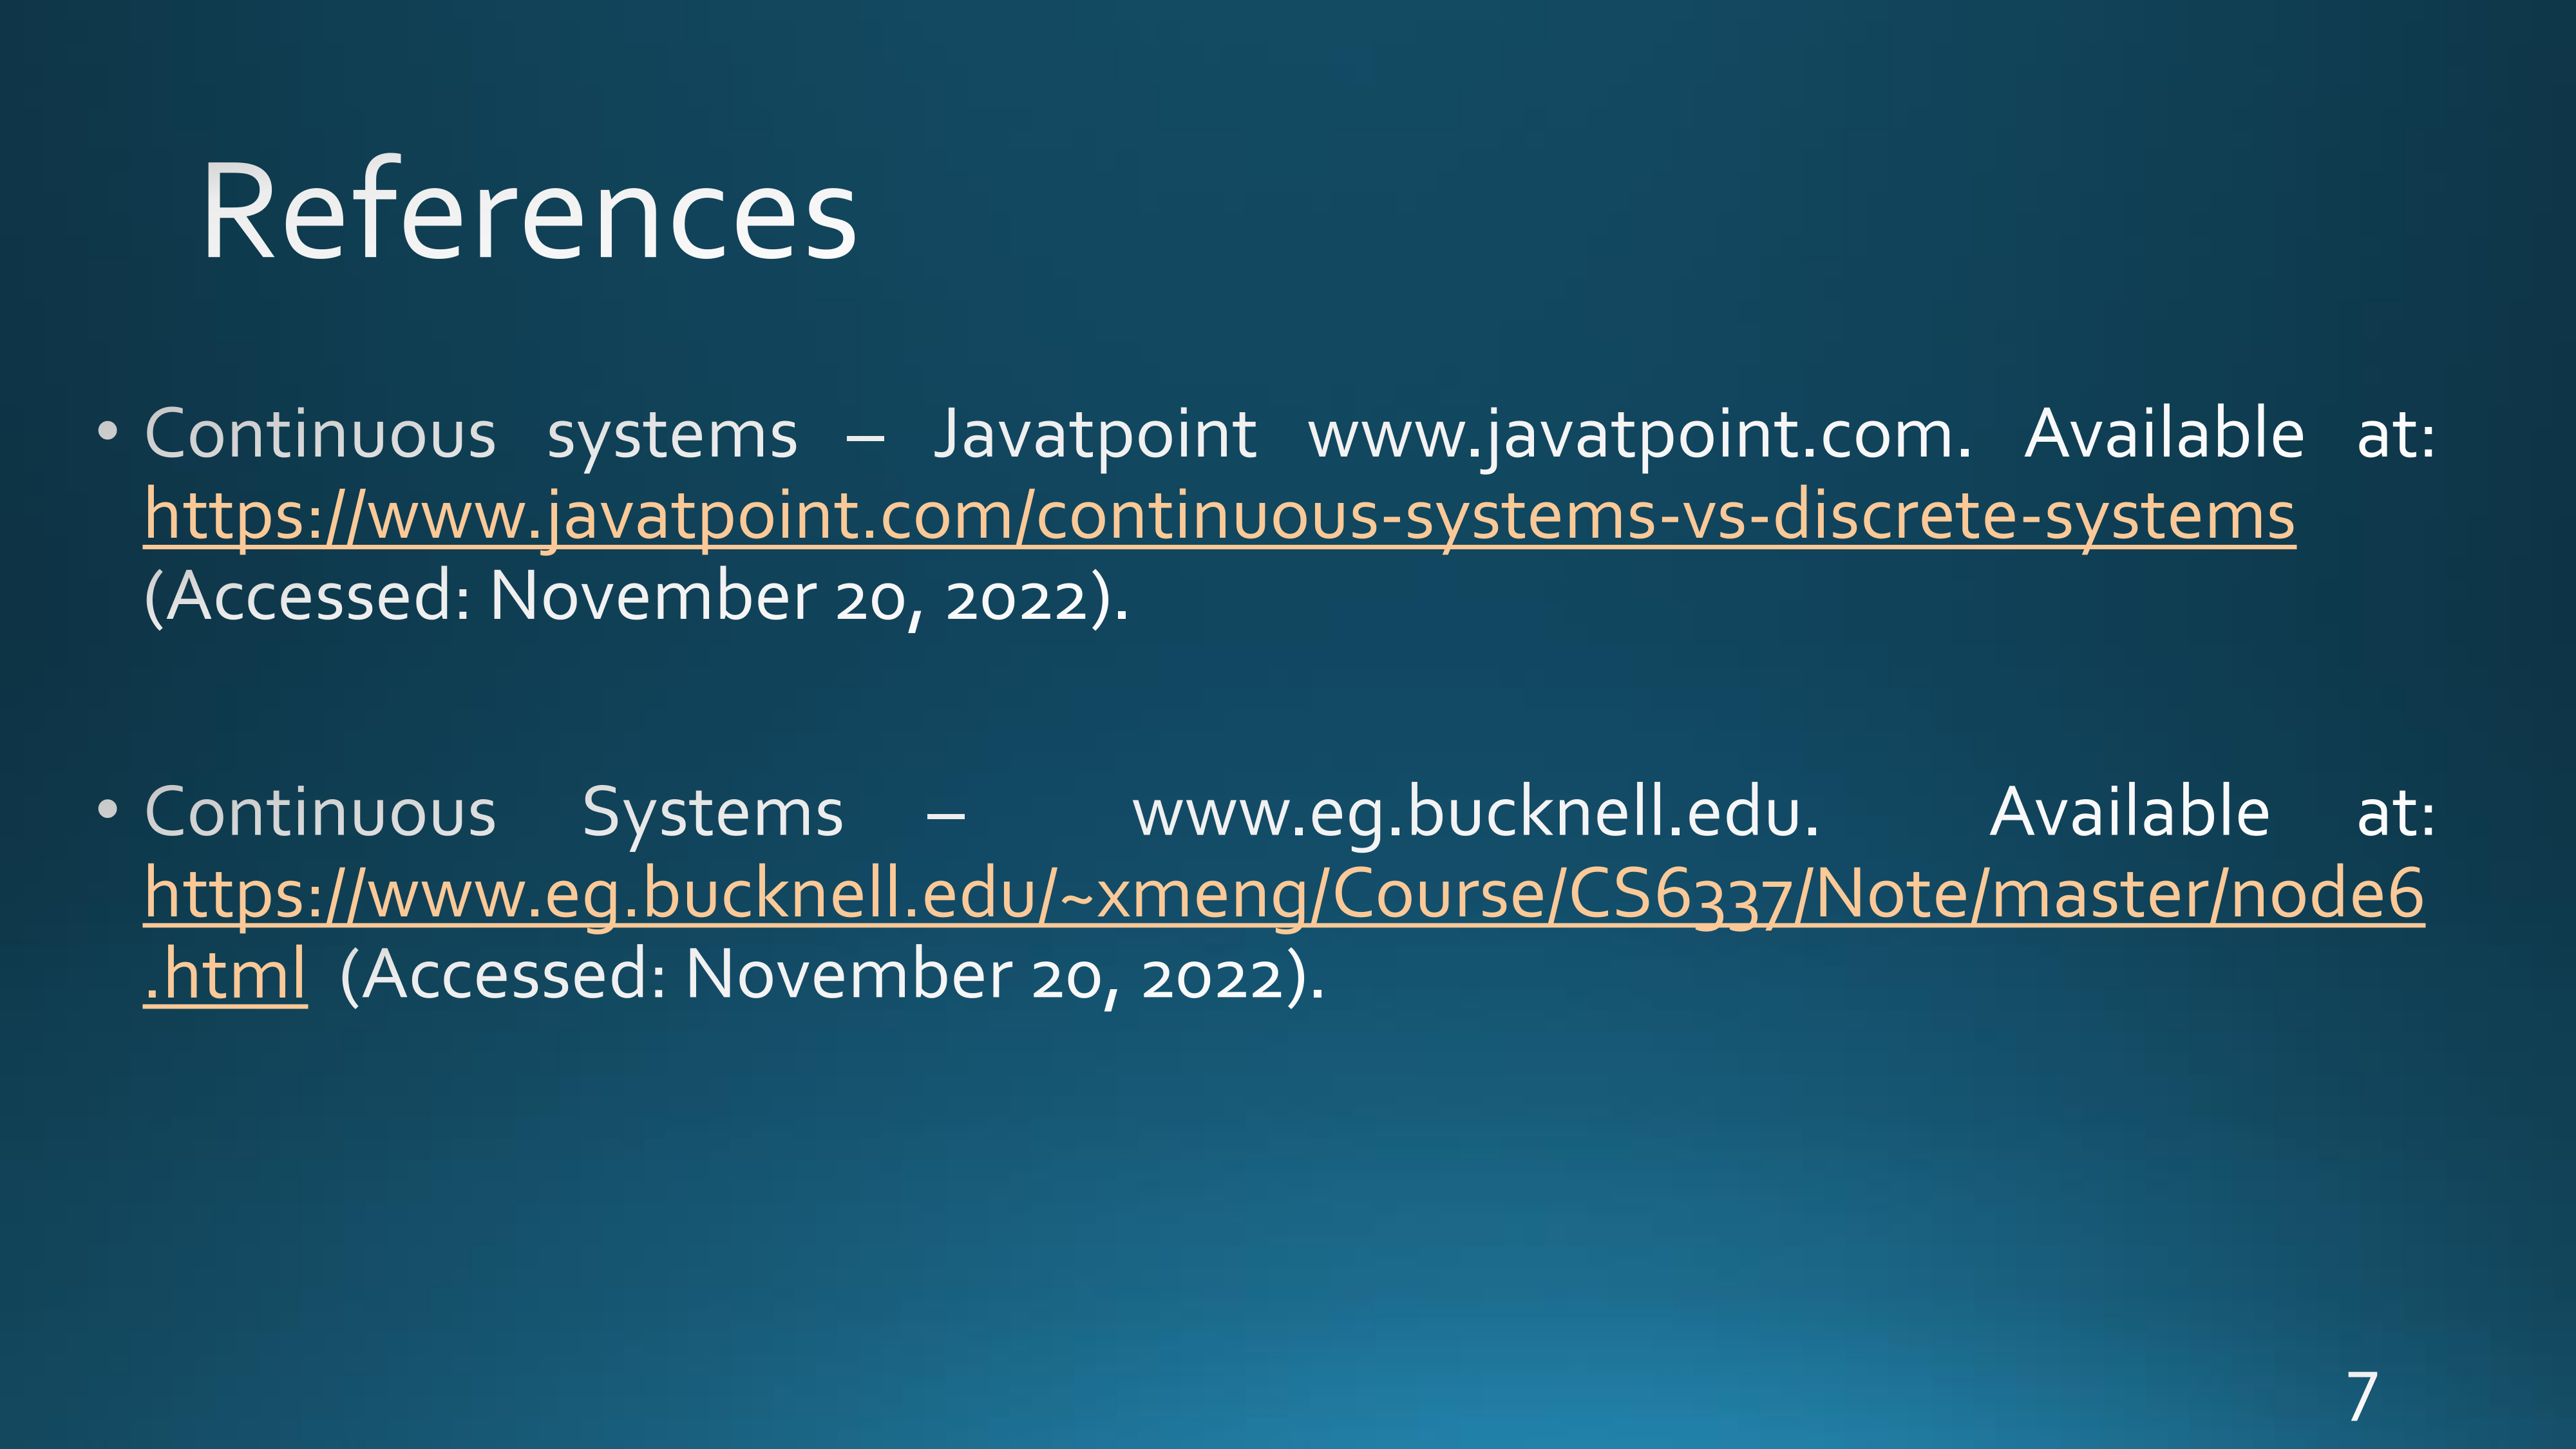 References
• Continuous systems – Javatpoint www.javatpoint.com. Available at:
https://www.javatpoint.com/continuous-systems-vs-discrete-systems
(Accessed: November 20, 2022).
• Continuous Systems – www.eg.bucknell.edu. Available at:
https://www.eg.bucknell.edu/~xmeng/Course/CS6337/Note/master/node6
.html (Accessed: November 20, 2022).
7